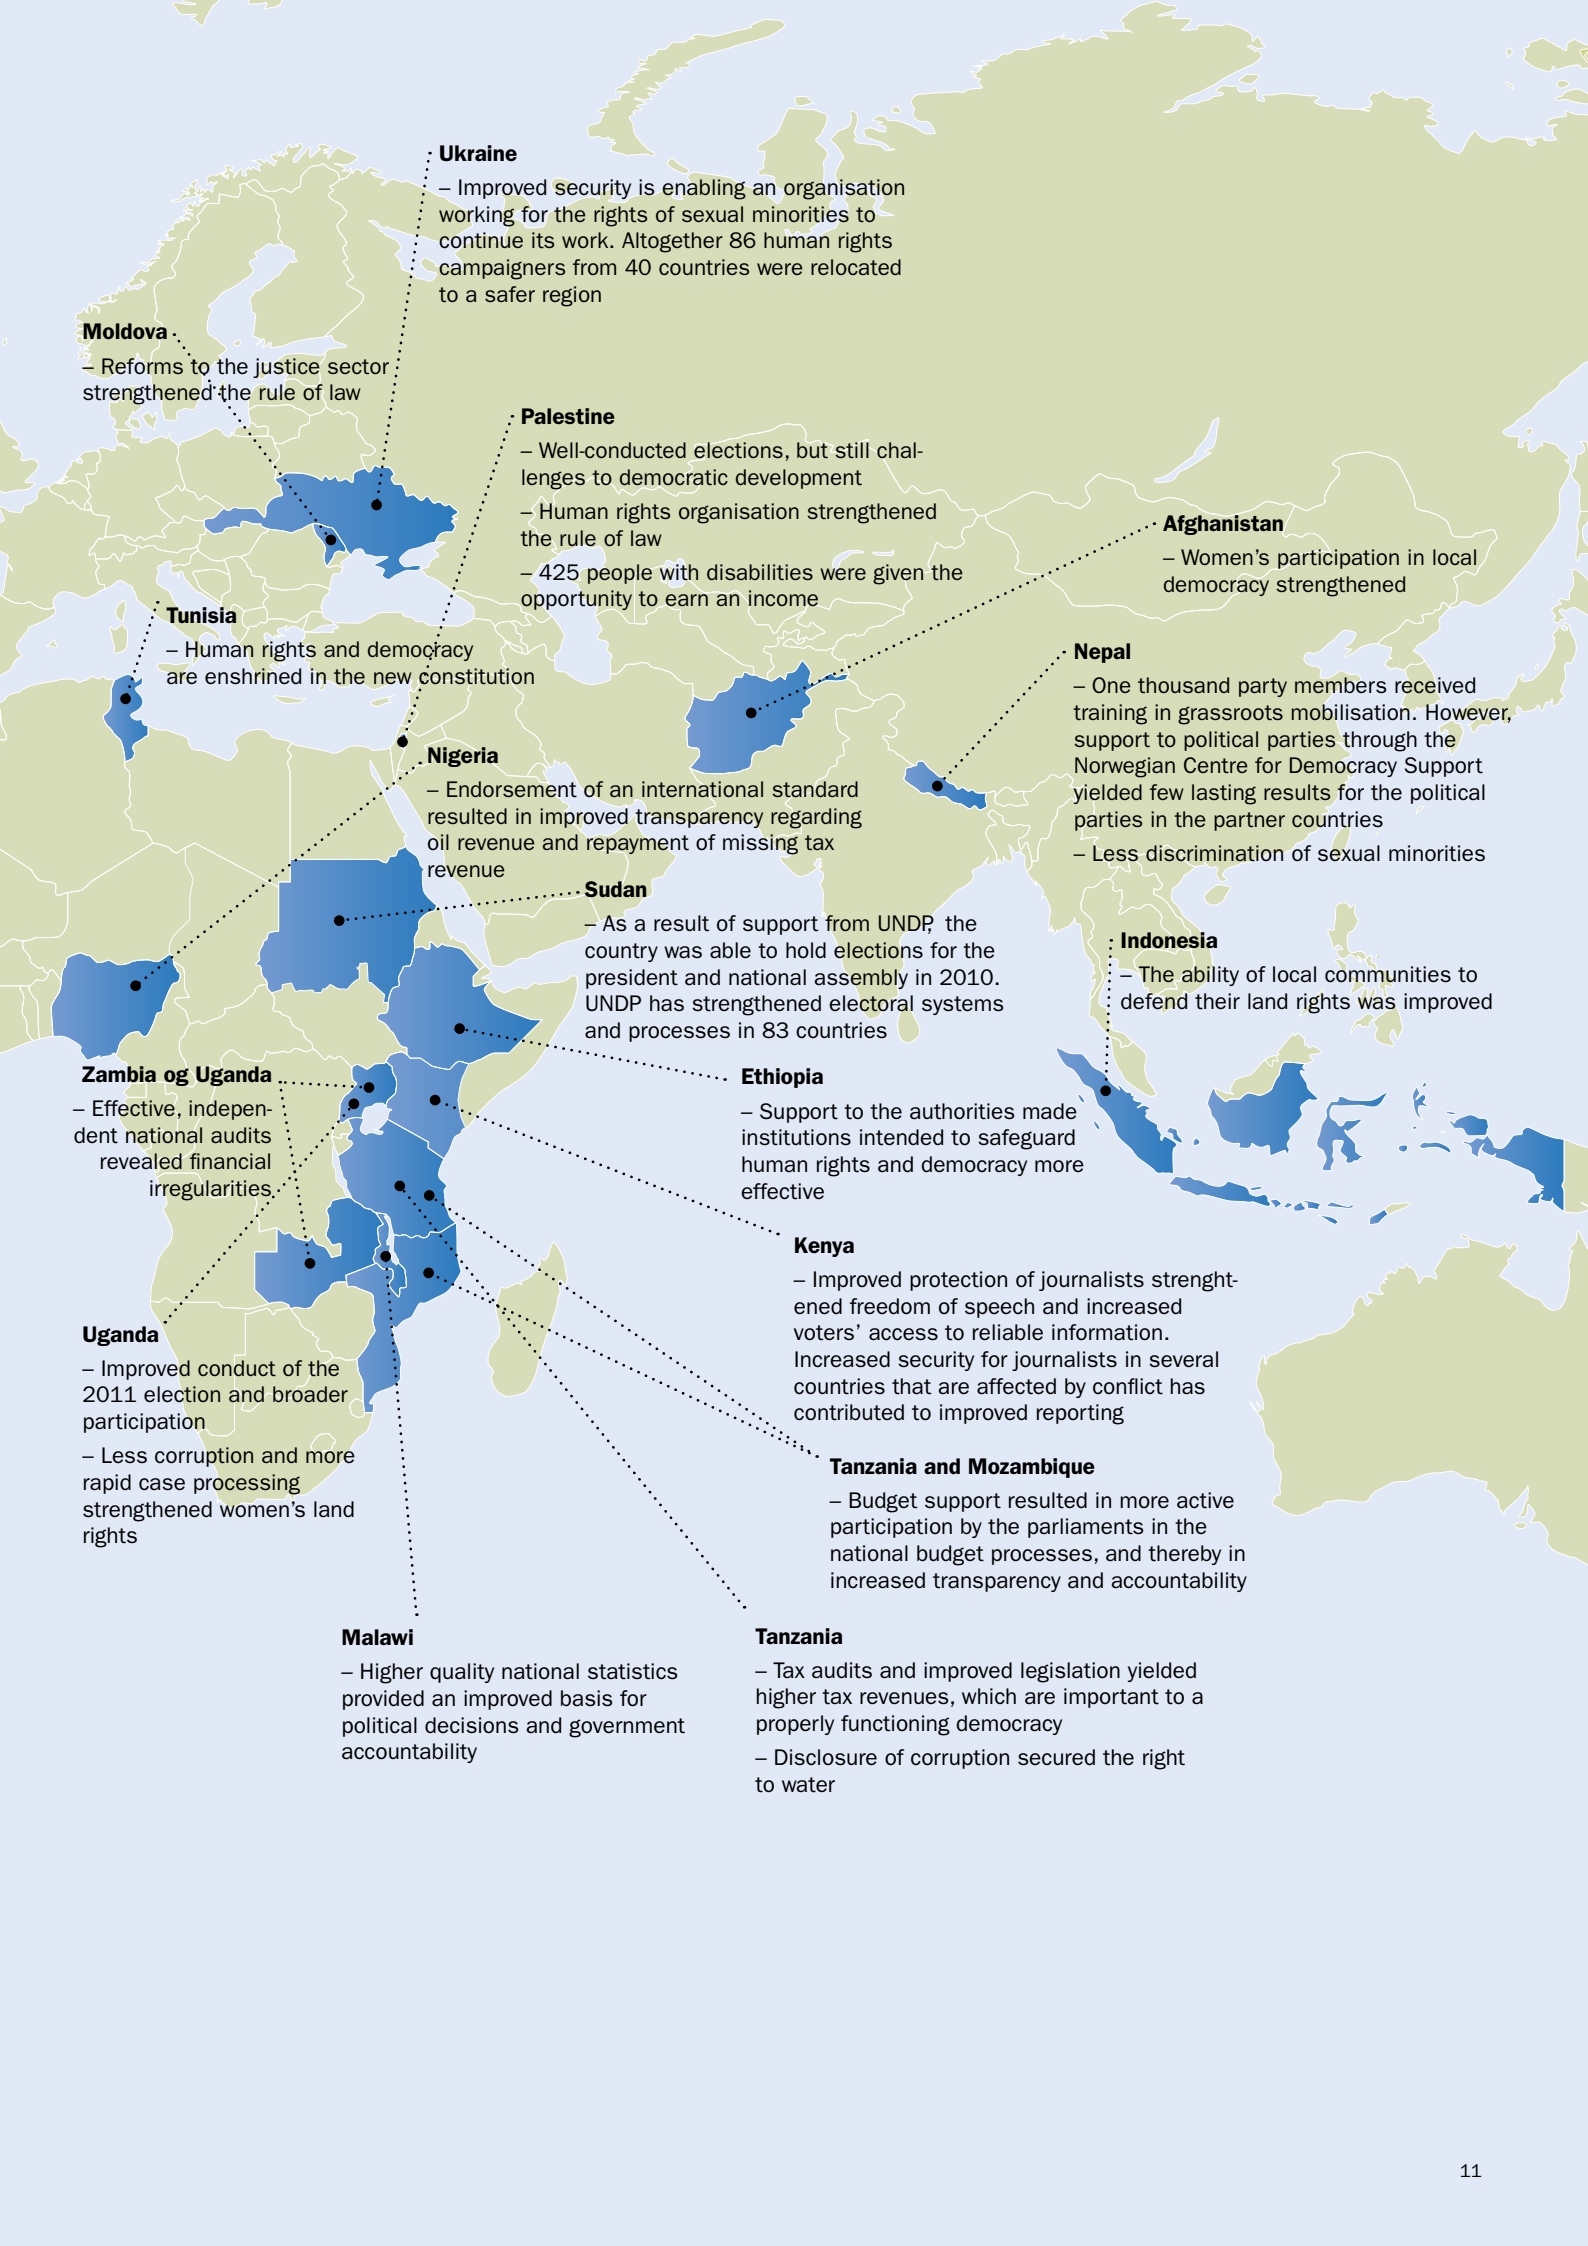 Ukraine
– Improved security is enabling an organisation
working for the rights of sexual minorities to
continue its work. Altogether 86 human rights
campaigners from 40 countries were relocated
to a safer region
Moldova
– Reforms to the justice sector
strengthened the rule of law
Palestine
– Well-conducted elections, but still chal-
lenges to democratic development
– Human rights organisation strengthened
the rule of law
– 425 people with disabilities were given the
opportunity to earn an income
Afghanistan
– Women’s participation in local
democracy strengthened
Tunisia
– Human rights and democracy
are enshrined in the new constitution
Nepal
– One thousand party members received
training in grassroots mobilisation. However,
support to political parties through the
Norwegian Centre for Democracy Support
yielded few lasting results for the political
parties in the partner countries
– Less discrimination of sexual minorities
Nigeria
– Endorsement of an international standard
resulted in improved transparency regarding
oil revenue and repayment of missing tax
revenue
Sudan
– As a result of support from UNDP, the
country was able to hold elections for the
president and national assembly in 2010.
UNDP has strengthened electoral systems
and processes in 83 countries
Indonesia
– The ability of local communities to
defend their land rights was improved
Zambia og Uganda
– Effective, indepen-
dent national audits
revealed financial
irregularities
Ethiopia
– Support to the authorities made
institutions intended to safeguard
human rights and democracy more
effective
Kenya
– Improved protection of journalists strenght-
ened freedom of speech and increased
voters’ access to reliable information.
Increased security for journalists in several
countries that are affected by conflict has
contributed to improved reporting
Uganda
– Improved conduct of the
2011 election and broader
participation
– Less corruption and more
rapid case processing
strengthened women’s land
rights
Tanzania and Mozambique
– Budget support resulted in more active
participation by the parliaments in the
national budget processes, and thereby in
increased transparency and accountability
Malawi
– Higher quality national statistics
provided an improved basis for
political decisions and government
accountability
Tanzania
– Tax audits and improved legislation yielded
higher tax revenues, which are important to a
properly functioning democracy
– Disclosure of corruption secured the right
to water
11